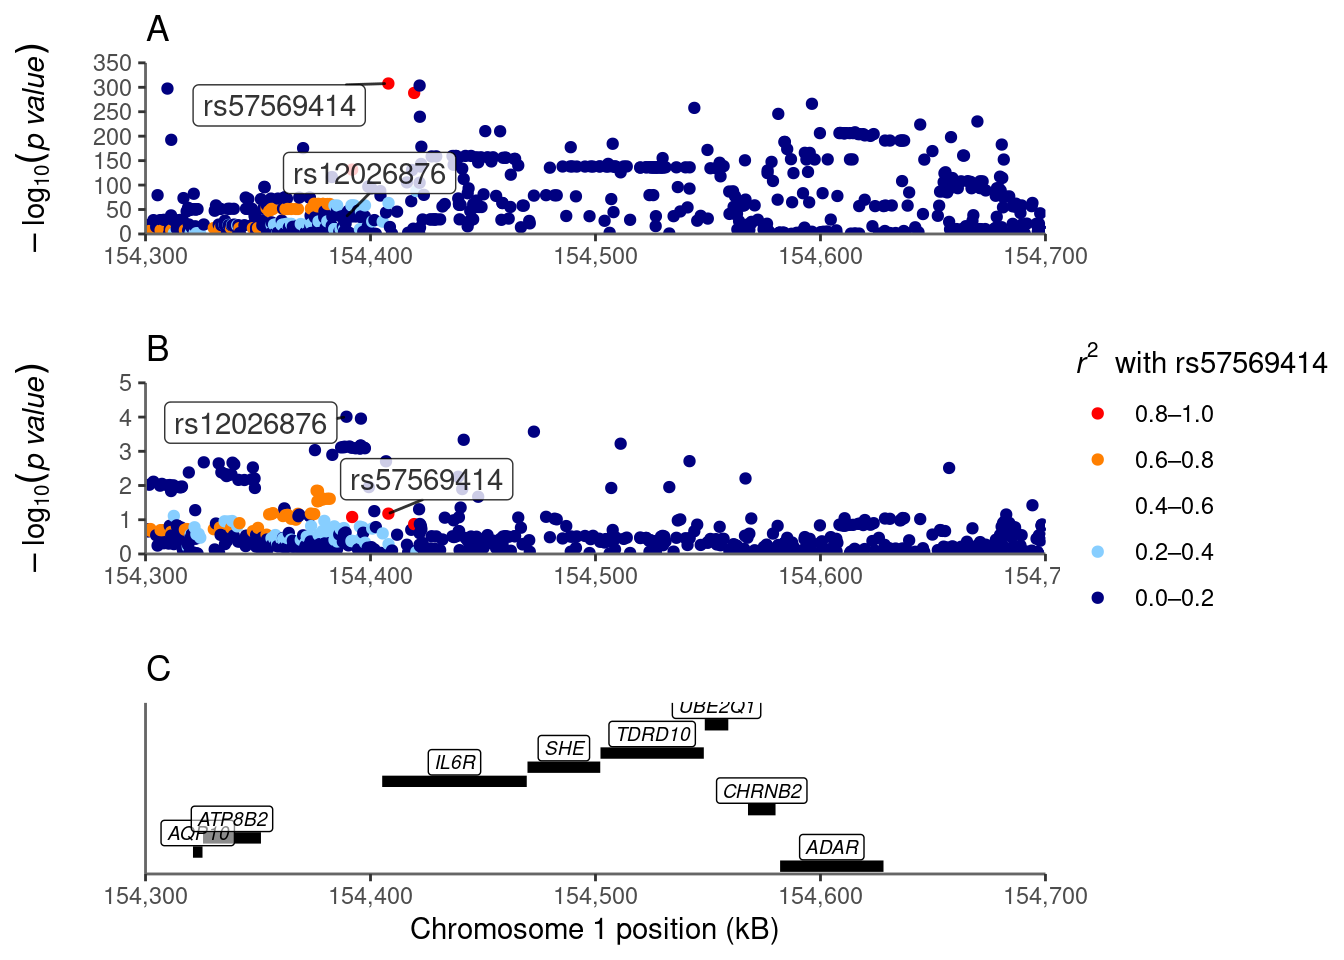 A
− log10(p value)
350
300
250
200
150
100
50
0
rs57569414
rs12026876
154,300 154,400 154,500 154,600 154,700
B
− log10(p value)
5
4
3
2
1
0
rs12026876
rs57569414
154,300 154,400 154,500 154,600 154,7
r2 with rs57569414
0.8–1.0
0.6–0.8
0.4–0.6
0.2–0.4
0.0–0.2
C
UBE2Q1
TDRD10
SHE
IL6R
CHRNB2
ATP8B2
AQP10
ADAR
154,300 154,400 154,500 154,600 154,700
Chromosome 1 position (kB)